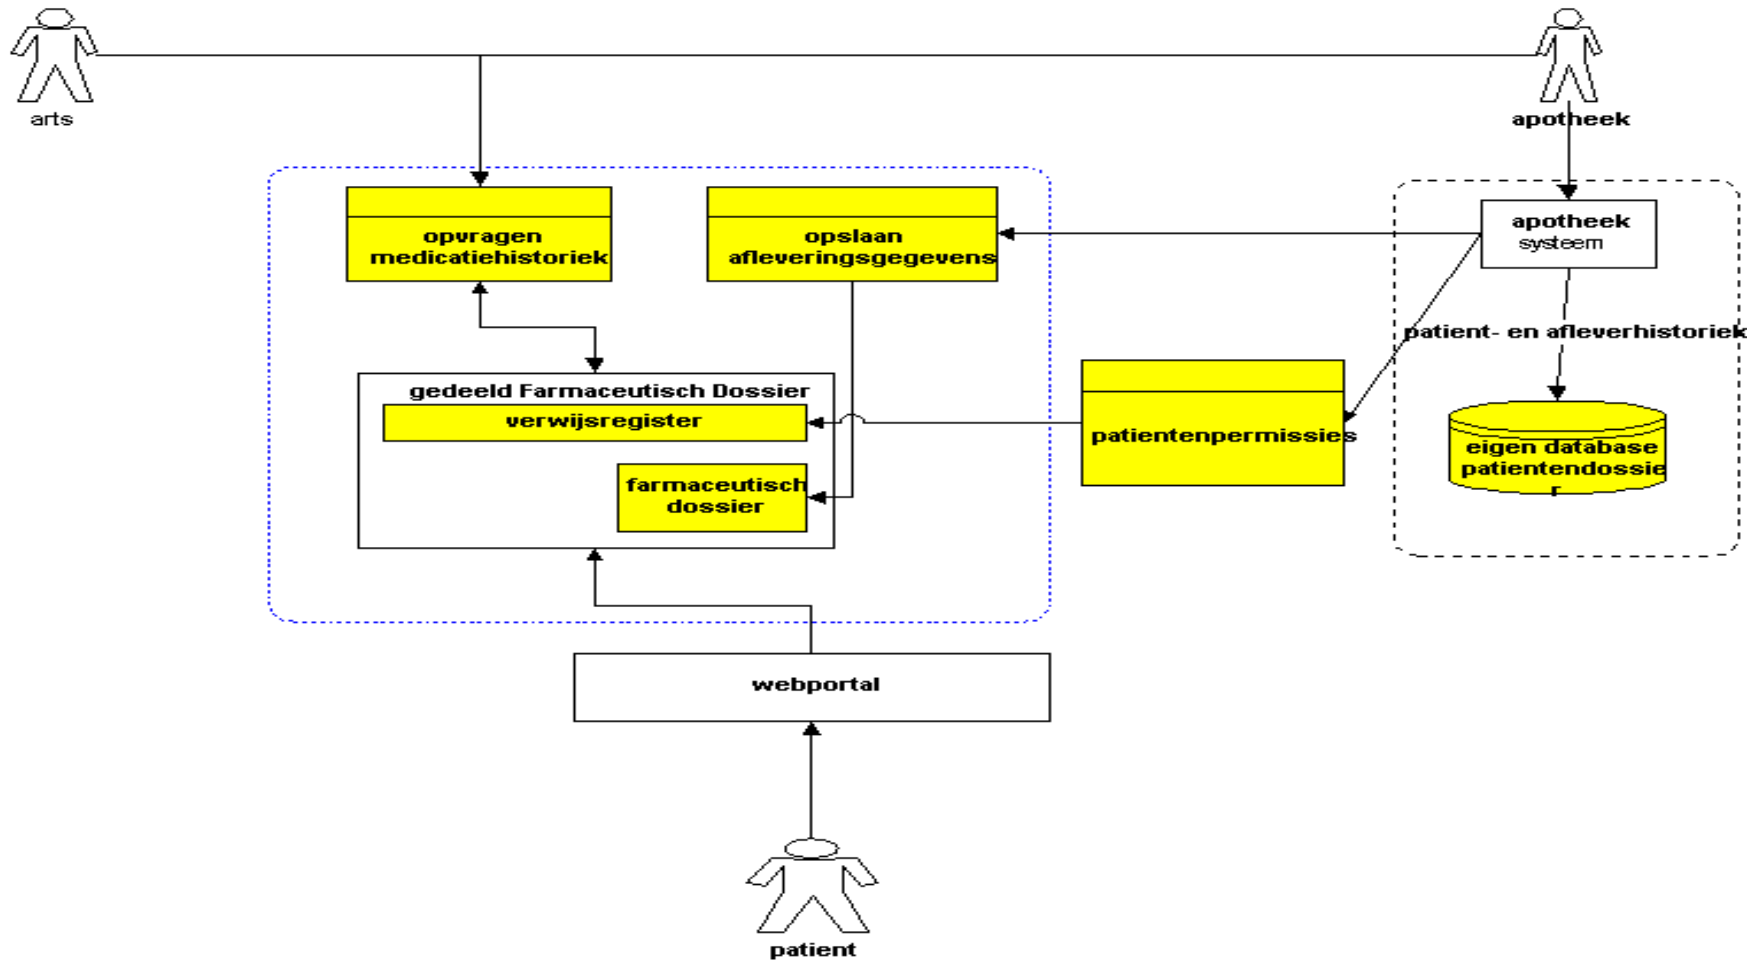 arts
apotheek
opvragen
medicatiehistoriek
opslaan
afleveringsgegevens
apotheek
systeem
patient- en afleverhistoriek
gedeeld Farmaceutisch Dossier
verwijsregister
farmaceutisch
dossier
patientenpermissies
eigen database
patientendossie
r
webportal
patient